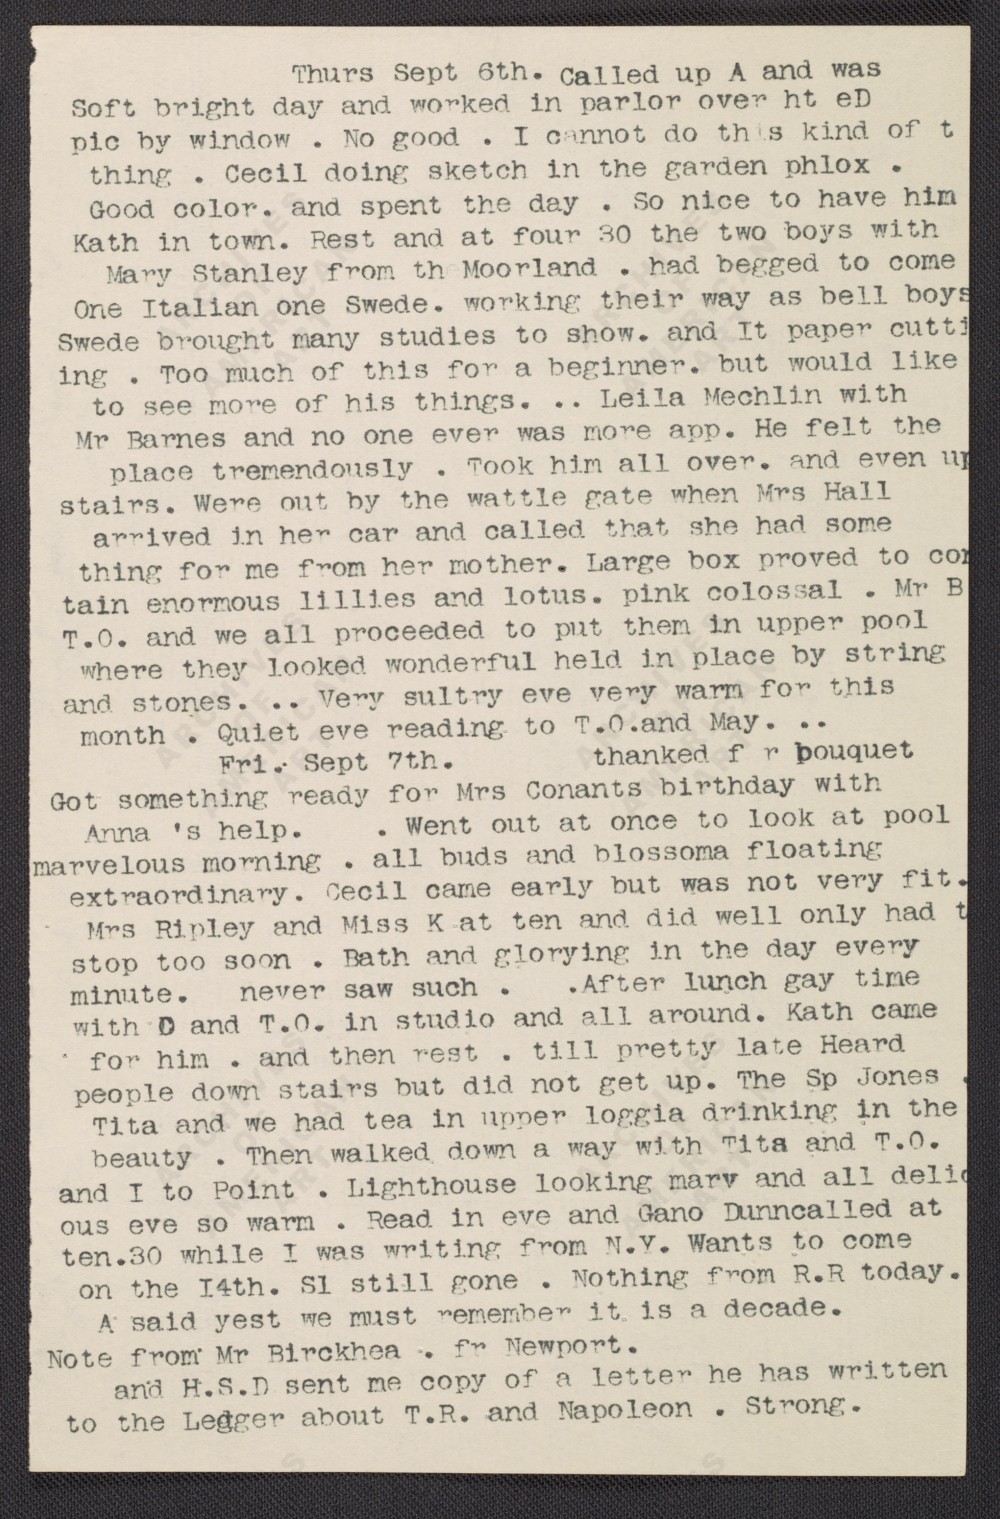 Thurs Sept 6th. Called up A and was
Soft bright day and worked in parlor over ht eD
pic by window . No good . I cannot do this kind of t
thing . Cecil doing sketch in the garden phlox .
Good color. and spent the day . So nice to have him
Kath in town. Rest and at four 30 the two boys with
Mary Stanley from th Moorland . had begged to come
One Italian one Swede. working their way as bell boys
Swede brought many studies to show. and It paper cutti
ing . Too much of this for a beginner. but would like
to see more of his things. .. Leila Mechlin with
Mr Barnes and no one ever was more app. He felt the
place tremendously . Took him all over. and even up
stairs. Were out by the wattle gate when Mrs Hall
arrived in her car and called that she had some
thing for me from her mother. Large box proved to con
tain enormous lillies and lotus. pink colossal . Mr B
T.O. and we all proceeded to put them in upper pool
where they looked wonderful held in place by string
and stones. .. Very sultry eve very warm for this
month . Quiet eve reading to T.O.and May. ..
Fri. Sept 7th. thanked f r bouquet
Got something ready for Mrs Conants birthday with
Anna 's help. . Went out at once to look at pool
marvelous morning . all buds and blossoma floating
extraordinary. Cecil came early but was not very fit.
Mrs Ripley and Miss K at ten and did well only had t
stop too soon . Bath and glorying in the day every
minute. never saw such . .After lunch gay time
with D and T.O. in studio and all around. Kath came
for him . and then rest . till pretty late Heard
people down stairs but did not get up. The Sp Jones .
Tita and we had tea in upper loggia drinking in the
beauty . Then walked down a way with Tita and T.O.
and I to Point . Lighthouse looking marv and all delic
ous eve so warm . Read in eve and Gano Dunncalled at
ten.30 while I was writing from N.Y. Wants to come
on the I4th. Sl still gone . Nothing from R.R today.
A said yest we must remember it is a decade.
Note from Mr Birckhea . fr Newport.
and H.S.D sent me copy of a letter he has written
to the Ledger about T.R. and Napoleon . Strong.